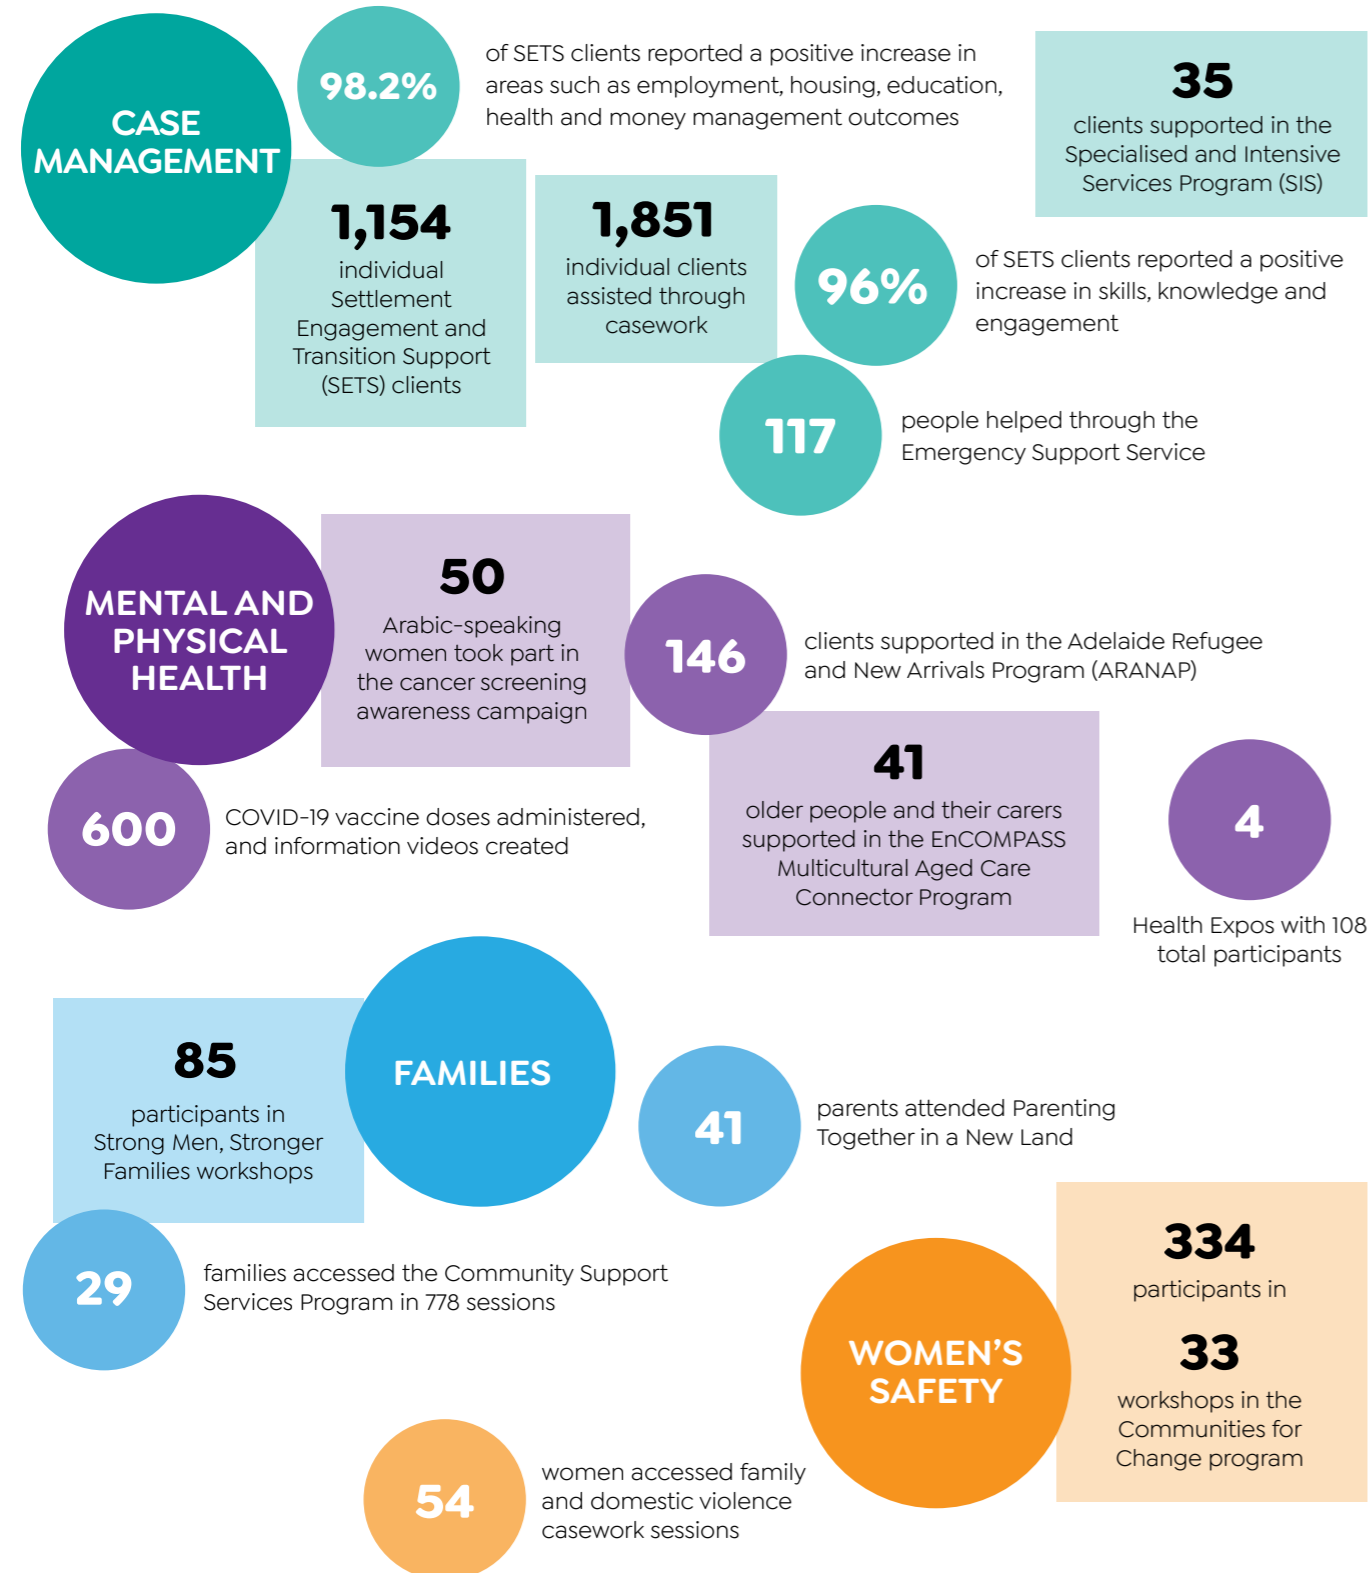 CASE
MANAGEMENT
98.2%
of SETS clients reported a positive increase in
areas such as employment, housing, education,
health and money management outcomes
35
clients supported in the
Specialised and Intensive
Services Program (SIS)
1,154
individual
Settlement
Engagement and
Transition Support
(SETS) clients
1,851
individual clients
assisted through
casework
96%
of SETS clients reported a positive
increase in skills, knowledge and
engagement
117
people helped through the
Emergency Support Service
MENTAL AND
PHYSICAL
HEALTH
50
Arabic-speaking
women took part in
the cancer screening
awareness campaign
146
clients supported in the Adelaide Refugee
and New Arrivals Program (ARANAP)
600
COVID-19 vaccine doses administered,
and information videos created
41
older people and their carers
supported in the EnCOMPASS
Multicultural Aged Care
Connector Program
4
Health Expos with 108
total participants
85
participants in
Strong Men, Stronger
Families workshops
FAMILIES
41
parents attended Parenting
Together in a New Land
29
families accessed the Community Support
Services Program in 778 sessions
WOMEN'S
SAFETY
334
participants in
33
workshops in the
Communities for
Change program
54
women accessed family
and domestic violence
casework sessions